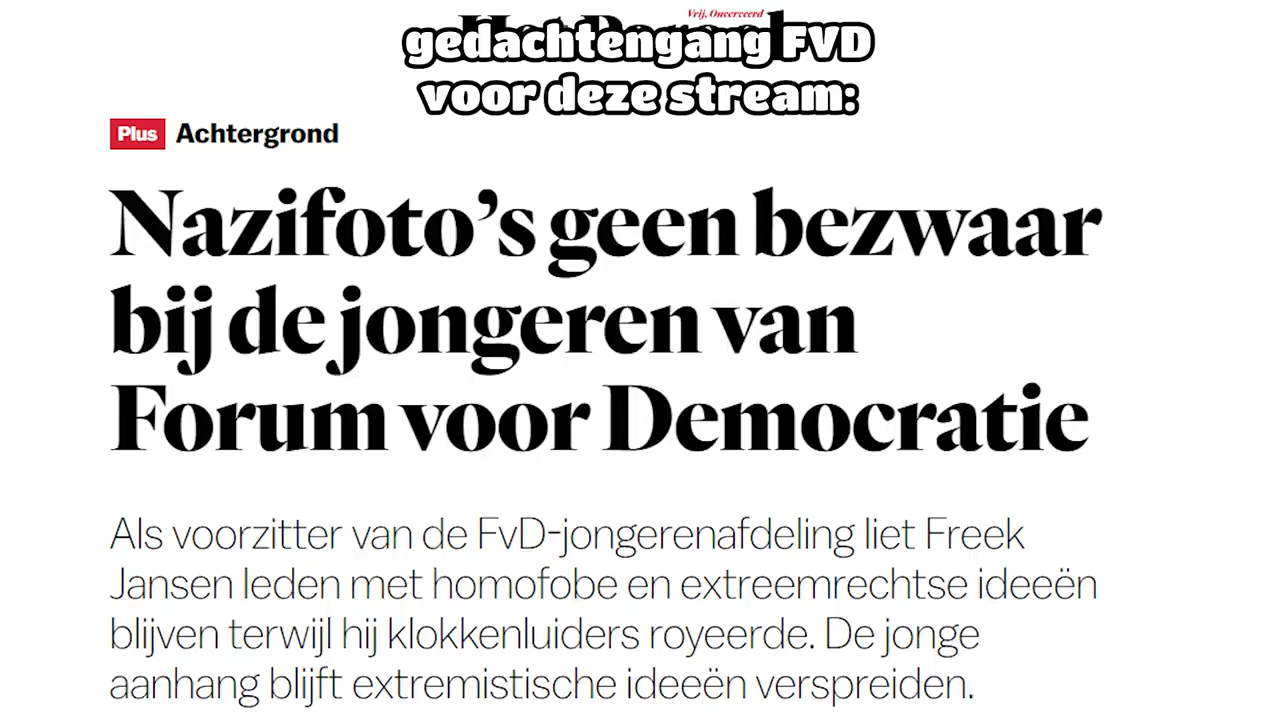 Vrij, Onverveerd
gedachtengang FVD
voor deze stream:
Plus Achtergrond
Nazifoto’s geen bezwaar
bij de jongeren van
Forum voor Democratie
Als voorzitter van de FvD-jongerenafdeling liet Freek
Jansen leden met homofobe en extreemrechtse ideeën
blijven terwijl hij klokkenluiders royeerde. De jonge
aanhang blijft extremistische ideeën verspreiden.